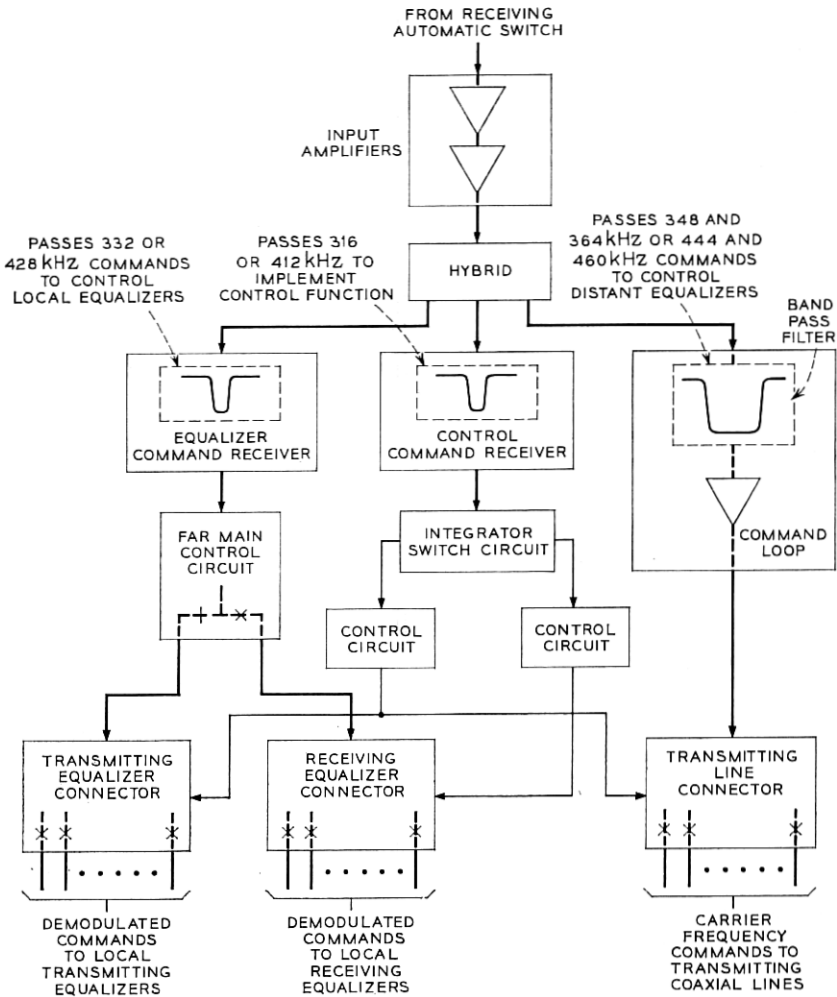 FROM RECEIVING
AUTOMATIC SWITCH
INPUT
AMPLIFIERS
PASSES 332 OR
428 kHz COMMANDS
TO CONTROL
LOCAL EQUALIZERS
PASSES 316
OR 412 kHz TO
IMPLEMENT
CONTROL FUNCTION
HYBRID
PASSES 348 AND
364 kHz OR 444 AND
460 kHz COMMANDS
TO CONTROL
DISTANT EQUALIZERS
BAND
PASS
FILTER
EQUALIZER
COMMAND RECEIVER
CONTROL
COMMAND RECEIVER
COMMAND
LOOP
FAR MAIN
CONTROL
CIRCUIT
INTEGRATOR
SWITCH CIRCUIT
CONTROL
CIRCUIT
CONTROL
CIRCUIT
TRANSMITTING
EQUALIZER
CONNECTOR
RECEIVING
EQUALIZER
CONNECTOR
TRANSMITTING
LINE
CONNECTOR
DEMODULATED
COMMANDS
TO LOCAL
TRANSMITTING
EQUALIZERS
DEMODULATED
COMMANDS
TO LOCAL
RECEIVING
EQUALIZERS
CARRIER
FREQUENCY
COMMANDS TO
TRANSMITTING
COAXIAL LINES